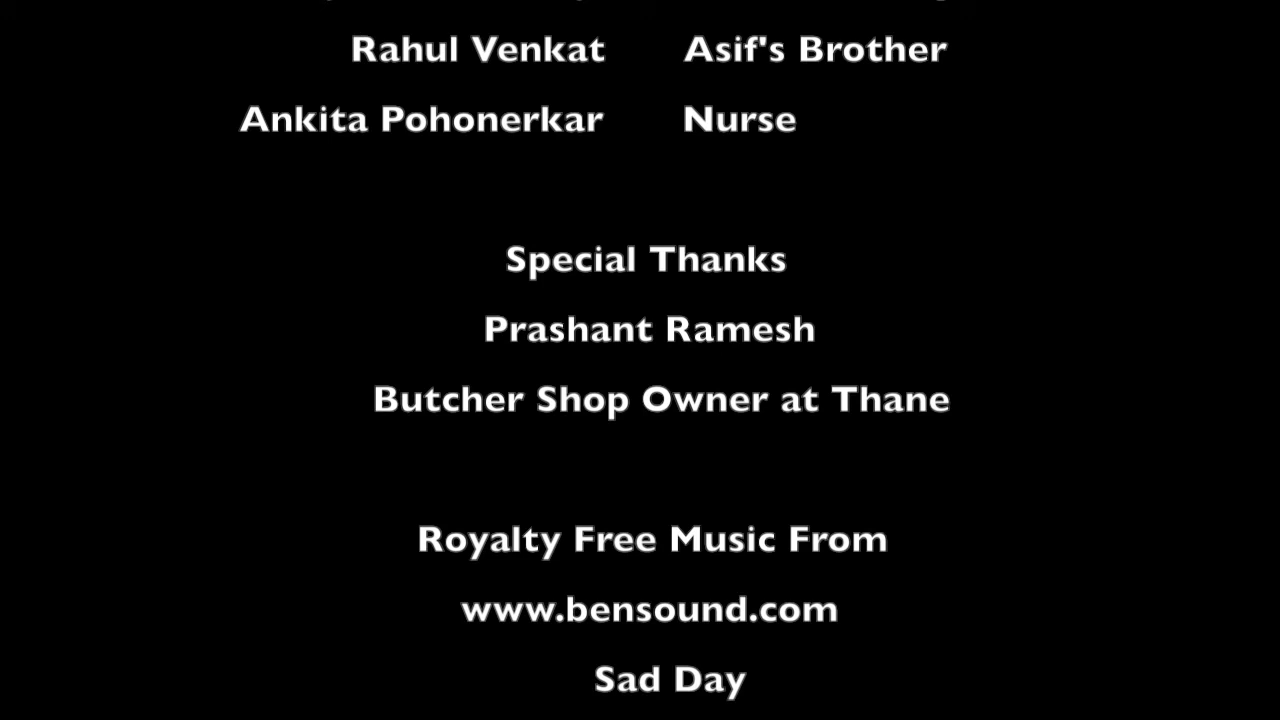 Rahul Venkat Asif's Brother
Ankita Pohonerkar Nurse
Special Thanks
Prashant Ramesh
Butcher Shop Owner at Thane
Royalty Free Music From
www.bensound.com
Sad Day